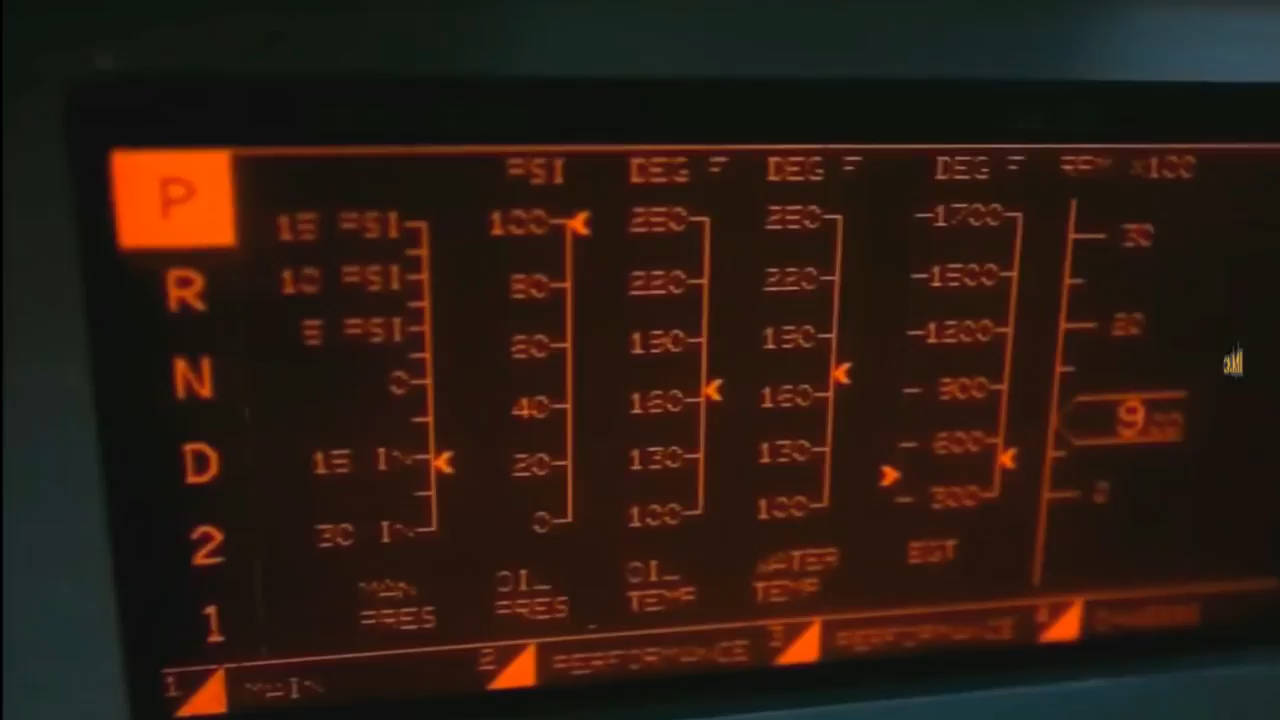 P
R
N
D
2
1
15 PSI
10 PSI
5 PSI
0
15 IN
30 IN
MAN
PRES
PSI
100
80
60
40
20
0
OIL
PRES
DEG F
250
220
190
160
130
100
OIL
TEMP
DEG F
250
220
190
160
130
100
WATER
TEMP
DEG F
1700
1500
1200
900
600
300
EGT
RPM x100
30
20
9.00
0
1 MAIN
2 PERFORMANCE
3 PERFORMANCE
4